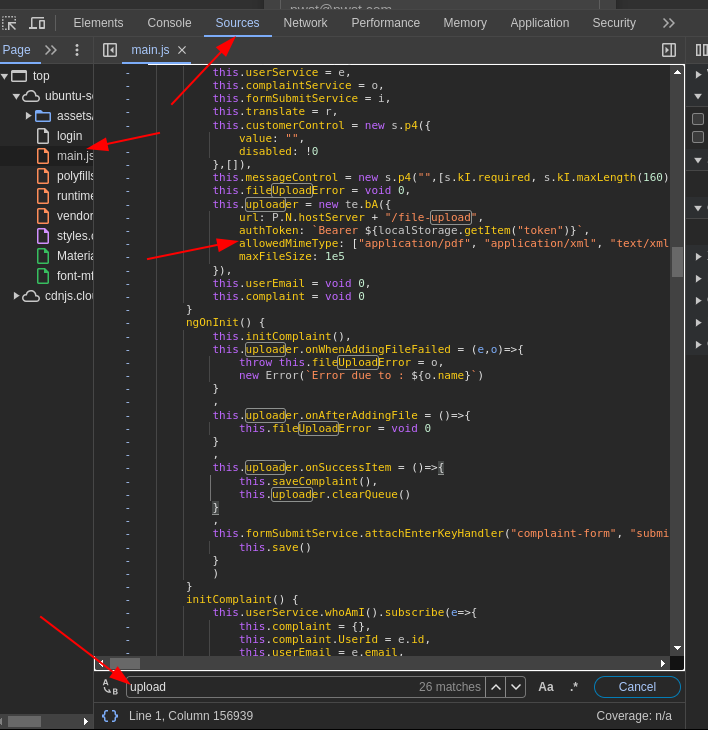 Elements Console Sources Network Performance Memory Application Security
Page main.js
top
ubuntu-s
assets/
login
main.js
polyfills
runtime
vendor
styles.c
Materia
font-mf
cdnjs.clou
this.userService = e,
this.complaintService = o,
this.formSubmitService = i,
this.translate = r,
this.customerControl = new s.p4({
value: "",
disabled: !0
},[]),
this.messageControl = new s.p4("",[s.kI.required, s.kI.maxLength(160)
this.fileUploadError = void 0,
this.uploader = new te.bA({
url: P.N.hostServer + "/file-upload",
authToken: `Bearer ${localStorage.getItem("token")}`,
allowedMimeType: ["application/pdf", "application/xml", "text/xml
maxFileSize: 1e5
}),
this.userEmail = void 0,
this.complaint = void 0
}
ngOnInit() {
this.initComplaint(),
this.uploader.onWhenAddingFileFailed = (e,o)=>{
throw this.fileUploadError = o,
new Error(`Error due to : ${o.name}`)
}
,
this.uploader.onAfterAddingFile = ()=>{
this.fileUploadError = void 0
}
,
this.uploader.onSuccessItem = ()=>{
this.saveComplaint(),
this.uploader.clearQueue()
}
,
this.formSubmitService.attachEnterKeyHandler("complaint-form", "submi
this.save()
}
)
}
initComplaint() {
this.userService.whoAmI().subscribe(e=>{
this.complaint = {},
this.complaint.UserId = e.id,
this.userEmail = e.email,
upload 26 matches Aa .* Cancel
{} Line 1, Column 156939 Coverage: n/a